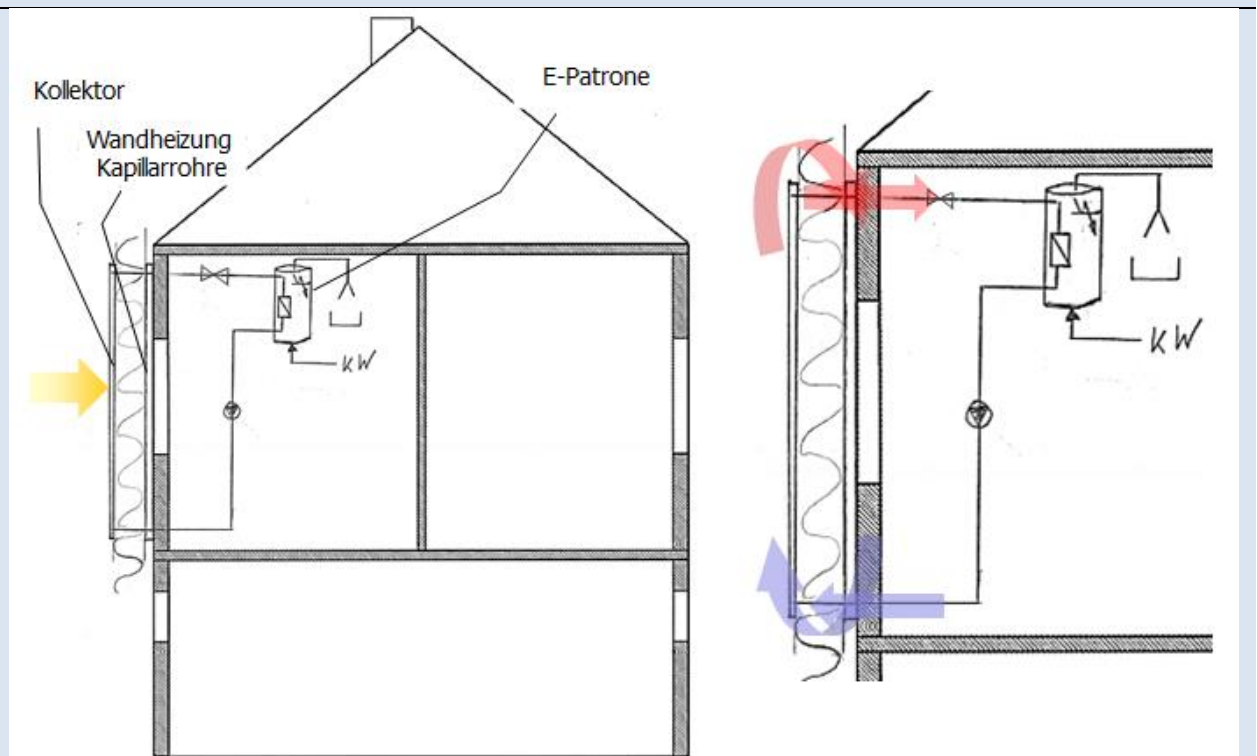 Kollektor
Wandheizung
Kapillarrohre
E-Patrone
KW
KW